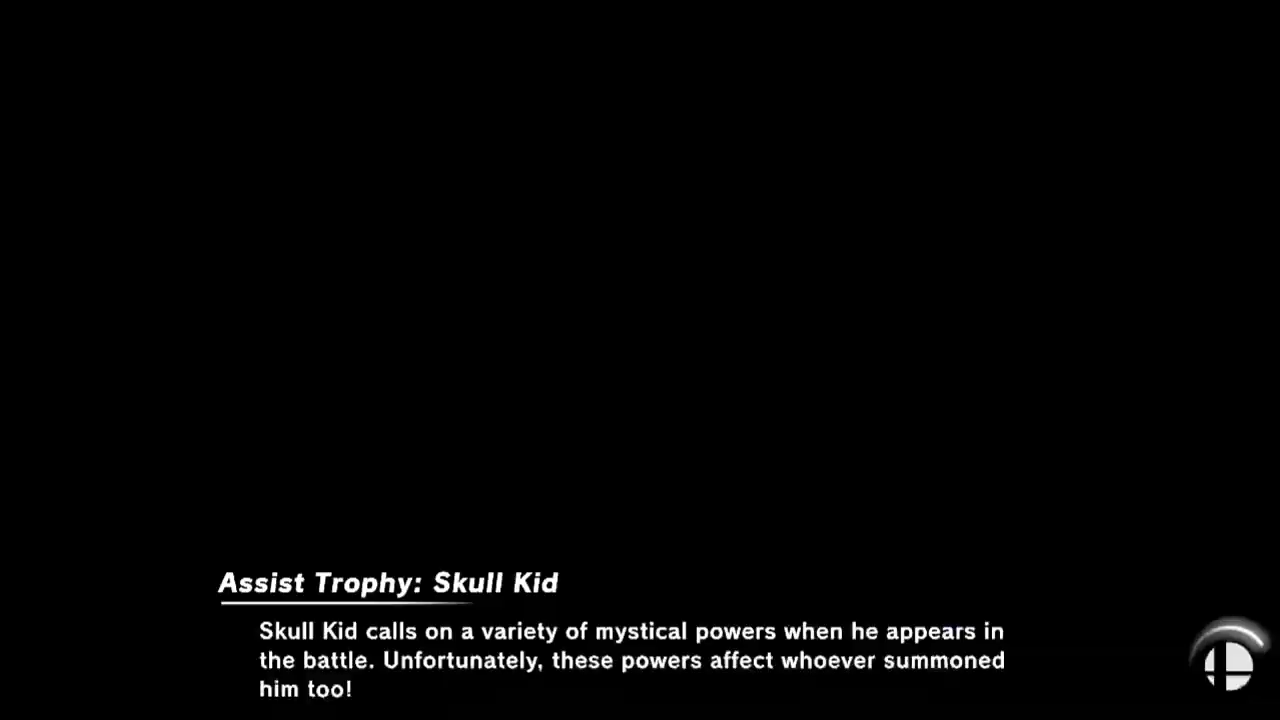 Assist Trophy: Skull Kid
Skull Kid calls on a variety of mystical powers when he appears in
the battle. Unfortunately, these powers affect whoever summoned
him too!